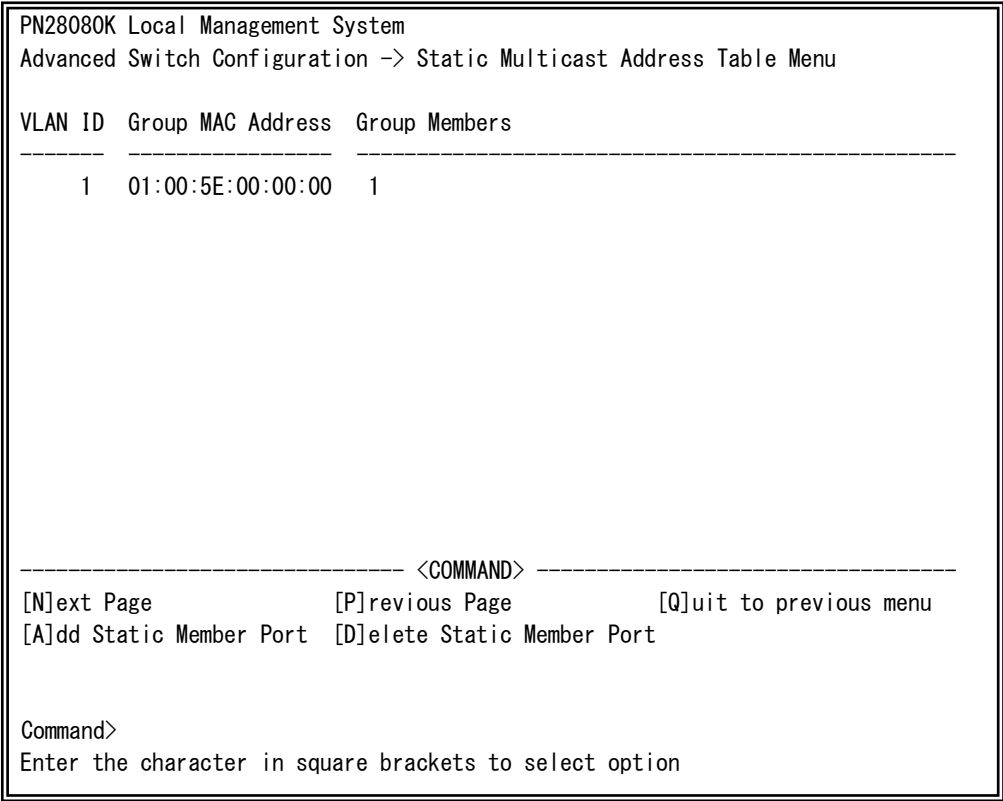 PN28080K Local Management System
Advanced Switch Configuration -> Static Multicast Address Table Menu
VLAN ID  Group MAC Address  Group Members
-------  -----------------  --------------------------------------------------
     1   01:00:5E:00:00:00   1
-------------------------------- <COMMAND> -----------------------------------
[N]ext Page               [P]revious Page            [Q]uit to previous menu
[A]dd Static Member Port  [D]elete Static Member Port
Command>
Enter the character in square brackets to select option